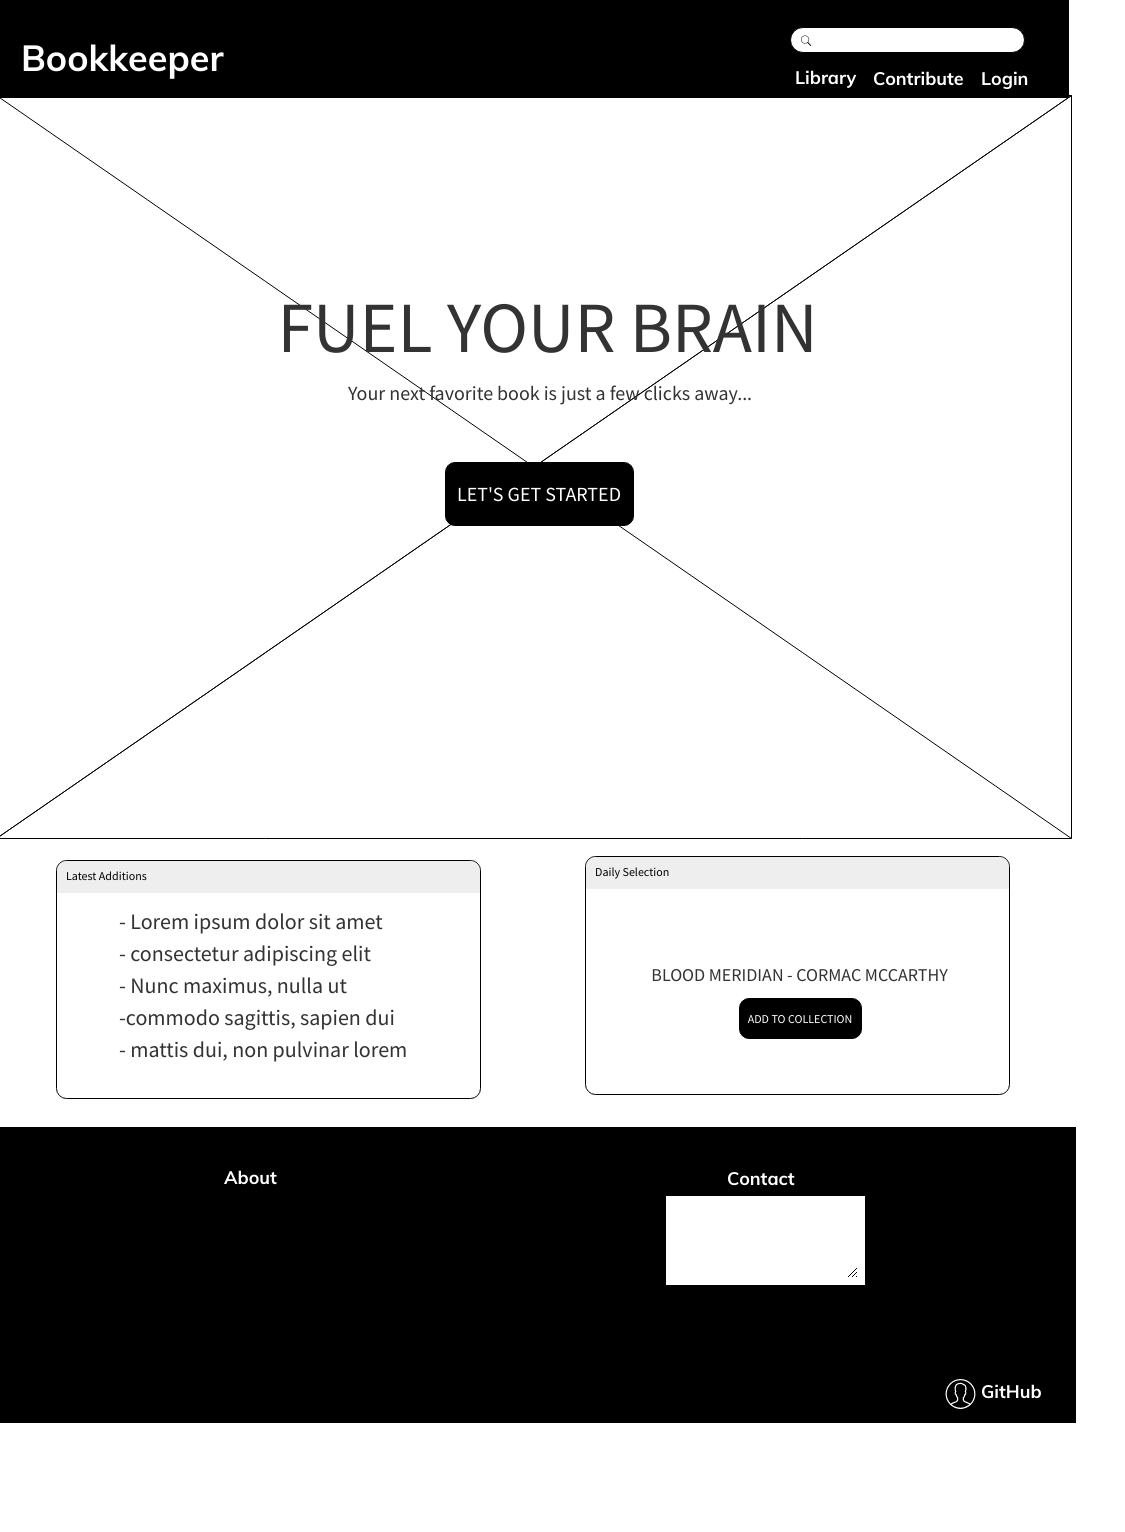 Bookkeeper
Library Contribute Login
FUEL YOUR BRAIN
Your next favorite book is just a few clicks away...
LET'S GET STARTED
Latest Additions
- Lorem ipsum dolor sit amet
- consectetur adipiscing elit
- Nunc maximus, nulla ut
-commodo sagittis, sapien dui
- mattis dui, non pulvinar lorem
Daily Selection
BLOOD MERIDIAN - CORMAC MCCARTHY
ADD TO COLLECTION
About
Contact
GitHub